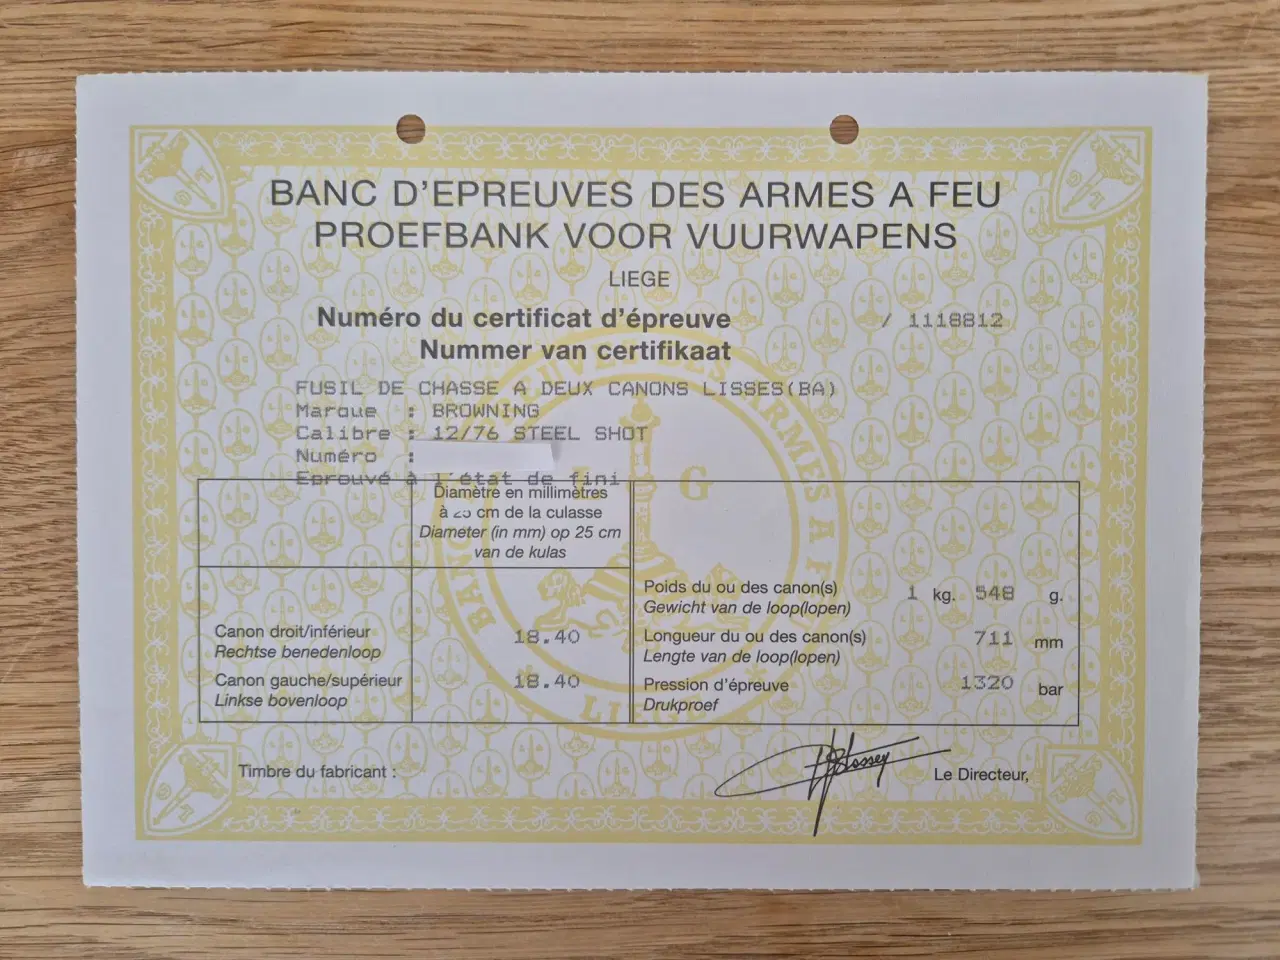 BANC D'EPREUVES DES ARMES A FEU
PROEFBANK VOOR VUURWAPENS
LIEGE
Numéro du certificat d'épreuve / 1118812
Nummer van certifikaat
FUSIL DE CHASSE A DEUX CANONS LISSES(BA)
Marque : BROWNING
Calibre : 12/76 STEEL SHOT
Numéro :
Eprouvé à l'état de fini
Diamètre en millimètres
à 25 cm de la culasse
Diameter (in mm) op 25 cm
van de kulas
Canon droit/inférieur 18.40
Rechtse benedenloop
Canon gauche/supérieur 18.40
Linkse bovenloop
Poids du ou des canon(s) 1 kg. 548 g.
Gewicht van de loop(lopen)
Longueur du ou des canon(s) 711 mm
Lengte van de loop(lopen)
Pression d'épreuve 1320 bar
Drukproef
Timbre du fabricant :
Le Directeur,